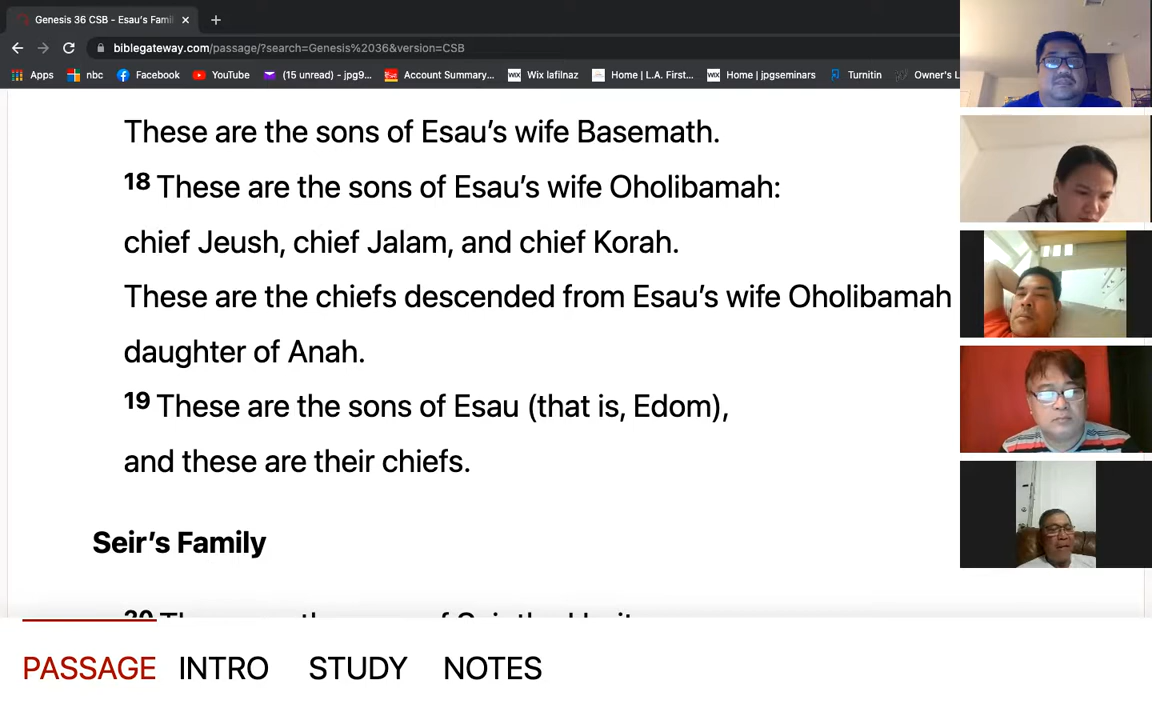 Genesis 36 CSB - Esau's Famil
biblegateway.com/passage/?search=Genesis%2036&version=CSB
Apps nbc Facebook YouTube (15 unread) - jpg9... Account Summary... Wix lafilnaz Home | L.A. First... Home | jpgseminars Turnitin Owner's L
These are the sons of Esau’s wife Basemath.
18 These are the sons of Esau’s wife Oholibamah:
chief Jeush, chief Jalam, and chief Korah.
These are the chiefs descended from Esau’s wife Oholibamah
daughter of Anah.
19 These are the sons of Esau (that is, Edom),
and these are their chiefs.
Seir’s Family
PASSAGE INTRO STUDY NOTES